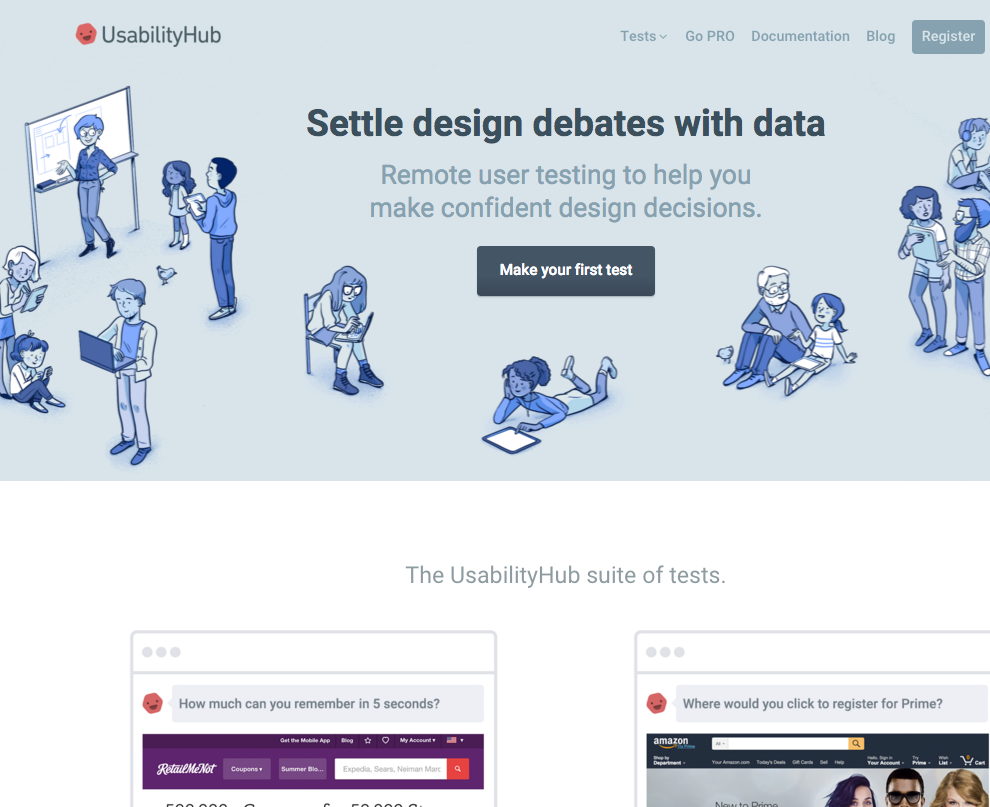 UsabilityHub
Tests Go PRO Documentation Blog Register
Settle design debates with data
Remote user testing to help you
make confident design decisions.
Make your first test
The UsabilityHub suite of tests.
How much can you remember in 5 seconds?
Get the Mobile App Blog My Account
RetailMeNot Coupons Summer Blo... Expedia, Sears, Neiman Marc
Where would you click to register for Prime?
amazon All
Shop by
Department
Your Amazon.com Today's Deals Gift Cards Sell Help
Hello. Sign in
Your Account
Try
Prime
Wish
List
0
Cart
New to Prime